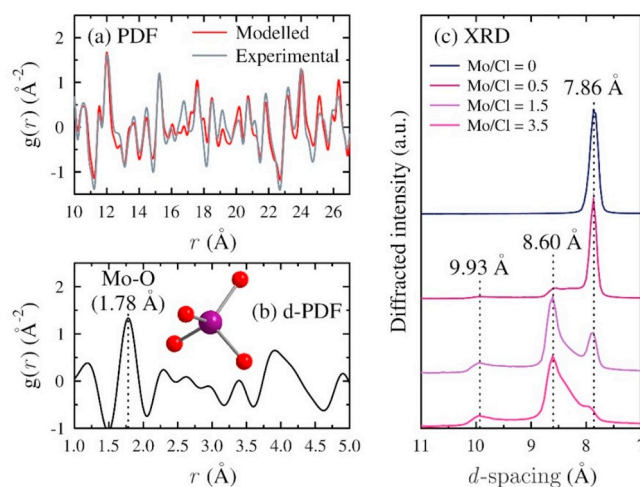 (a) PDF
Modelled
Experimental
g(r) (Å⁻²)
2
1
0
-1
10 12 14 16 18 20 22 24 26
r (Å)
Mo-O
(1.78 Å)
(b) d-PDF
g(r) (Å⁻²)
2
1
0
-1
1.0 1.5 2.0 2.5 3.0 3.5 4.0 4.5 5.0
r (Å)
(c) XRD
Mo/Cl = 0
Mo/Cl = 0.5
Mo/Cl = 1.5
Mo/Cl = 3.5
7.86 Å
8.60 Å
9.93 Å
Diffracted intensity (a.u.)
11 10 9 8 7
d-spacing (Å)